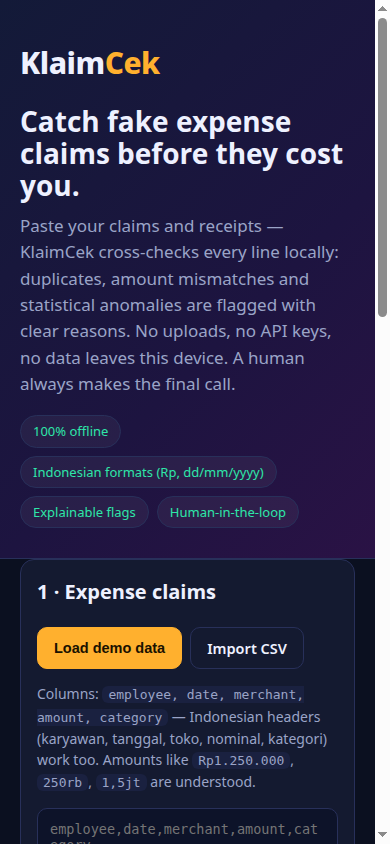 KlaimCek
Catch fake expense
claims before they cost
you.
Paste your claims and receipts —
KlaimCek cross-checks every line locally:
duplicates, amount mismatches and
statistical anomalies are flagged with
clear reasons. No uploads, no API keys,
no data leaves this device. A human
always makes the final call.
100% offline
Indonesian formats (Rp, dd/mm/yyyy)
Explainable flags Human-in-the-loop
1 · Expense claims
Load demo data Import CSV
Columns: employee, date, merchant,
amount, category — Indonesian headers
(karyawan, tanggal, toko, nominal, kategori)
work too. Amounts like Rp1.250.000 ,
250rb , 1,5jt are understood.
employee,date,merchant,amount,cat
egory